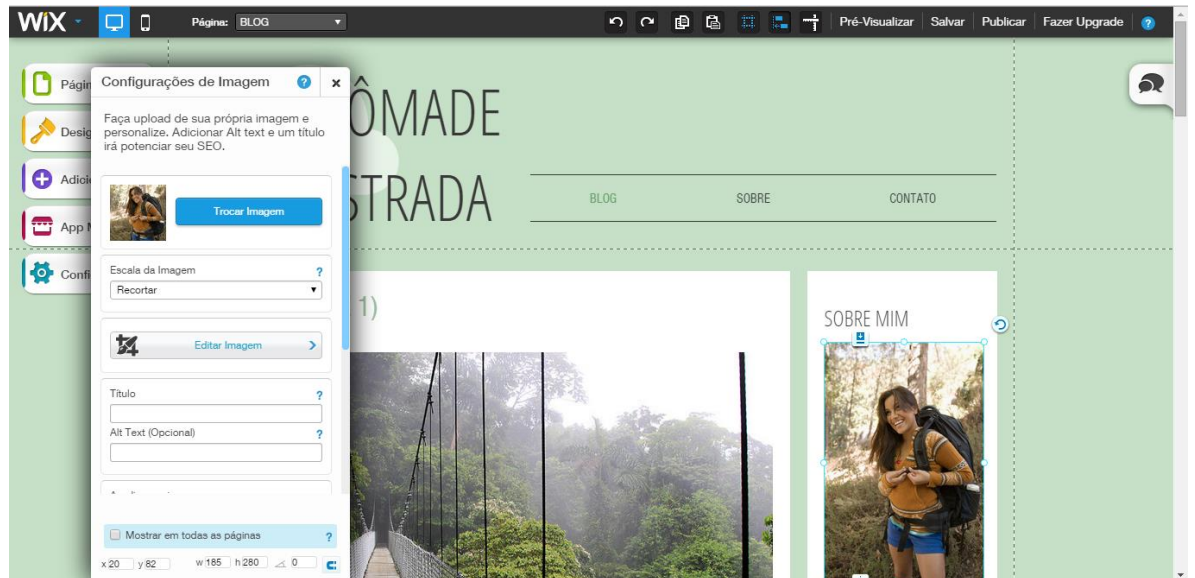 WiX
Página: BLOG
Pré-Visualizar Salvar Publicar Fazer Upgrade ?
Págin
Desig
Adici
App M
Confi
Configurações de Imagem ? x
Faça upload de sua própria imagem e
personalize. Adicionar Alt text e um título
irá potenciar seu SEO.
Trocar Imagem
Escala da Imagem ?
Recortar
Editar Imagem >
Título ?
Alt Text (Opcional) ?
Mostrar em todas as páginas ?
x 20 y 82 w 185 h 280 0
ÔMADE
STRADA
BLOG SOBRE CONTATO
1)
SOBRE MIM